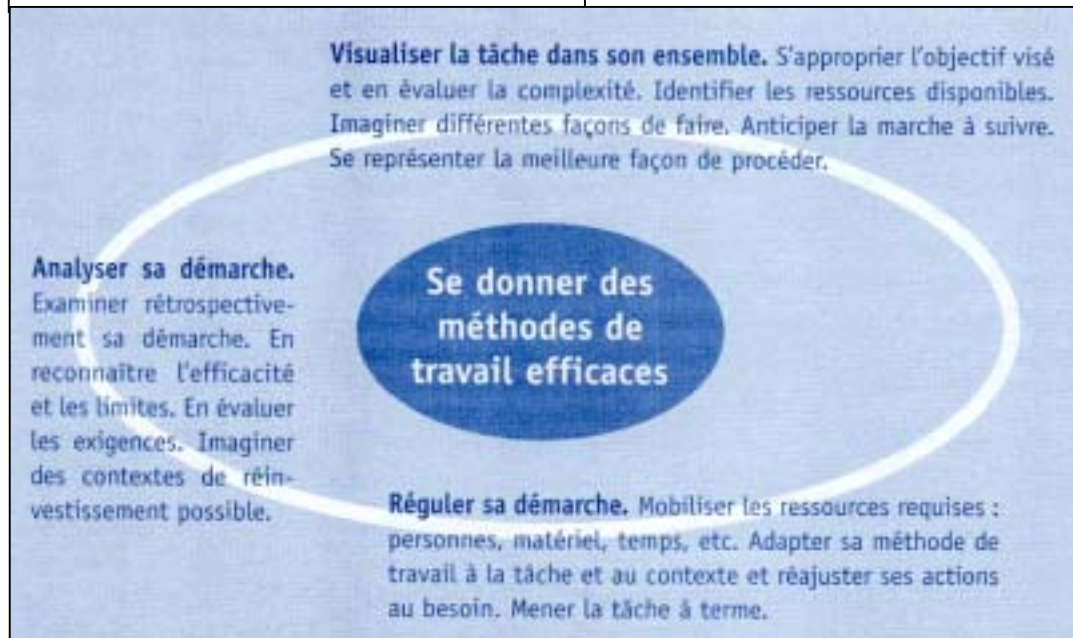 Visualiser la tâche dans son ensemble. S'approprier l'objectif visé
et en évaluer la complexité. Identifier les ressources disponibles.
Imaginer différentes façons de faire. Anticiper la marche à suivre.
Se représenter la meilleure façon de procéder.
Analyser sa démarche.
Examiner rétrospective-
ment sa démarche. En
reconnaître l'efficacité
et les limites. En évaluer
les exigences. Imaginer
des contextes de réin-
vestissement possible.
Se donner des
méthodes de
travail efficaces
Réguler sa démarche. Mobiliser les ressources requises :
personnes, matériel, temps, etc. Adapter sa méthode de
travail à la tâche et au contexte et réajuster ses actions
au besoin. Mener la tâche à terme.